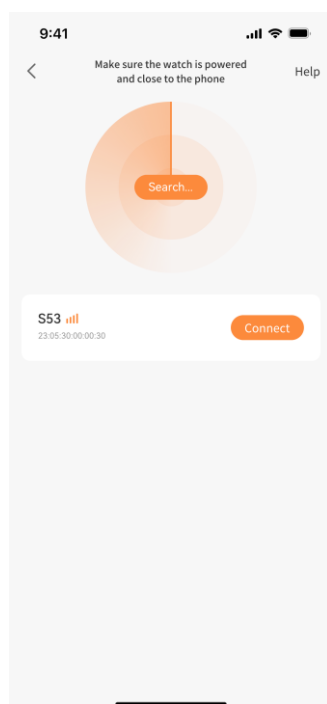 9:41
Make sure the watch is powered
and close to the phone
Help
Search...
S53
23:05:30:00:00:30
Connect